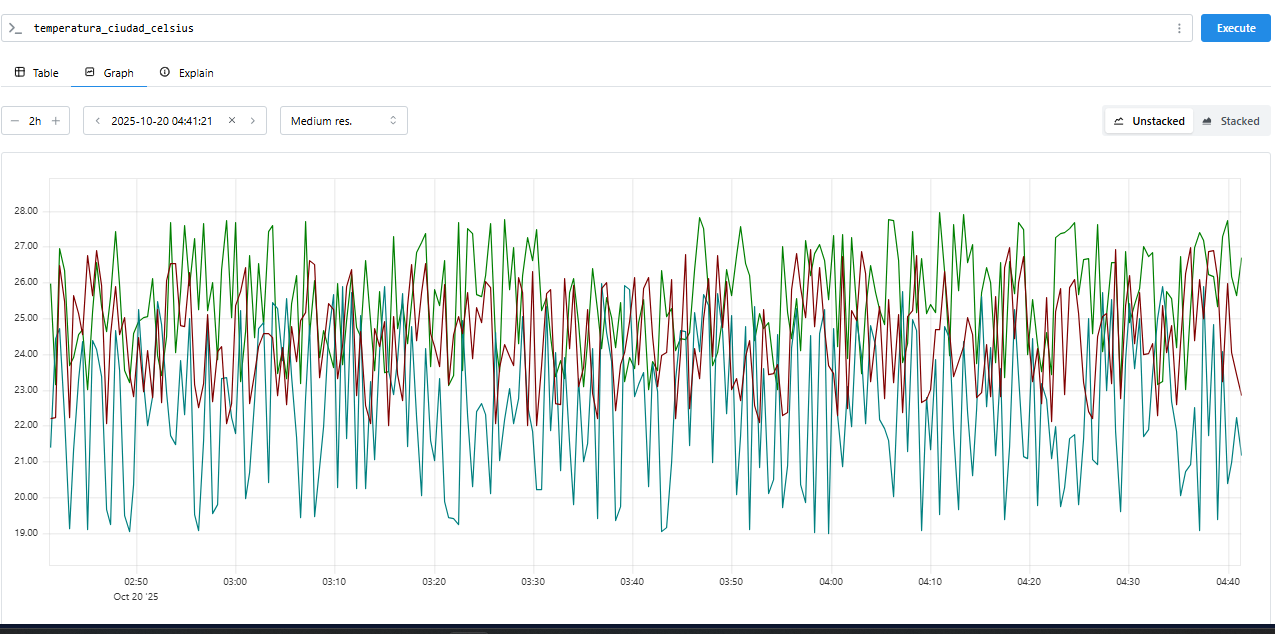 temperatura_ciudad_celsius
Execute
Table Graph Explain
2h 2025-10-20 04:41:21 Medium res. Unstacked Stacked
28.00
27.00
26.00
25.00
24.00
23.00
22.00
21.00
20.00
19.00
02:50 03:00 03:10 03:20 03:30 03:40 03:50 04:00 04:10 04:20 04:30 04:40
Oct 20 '25